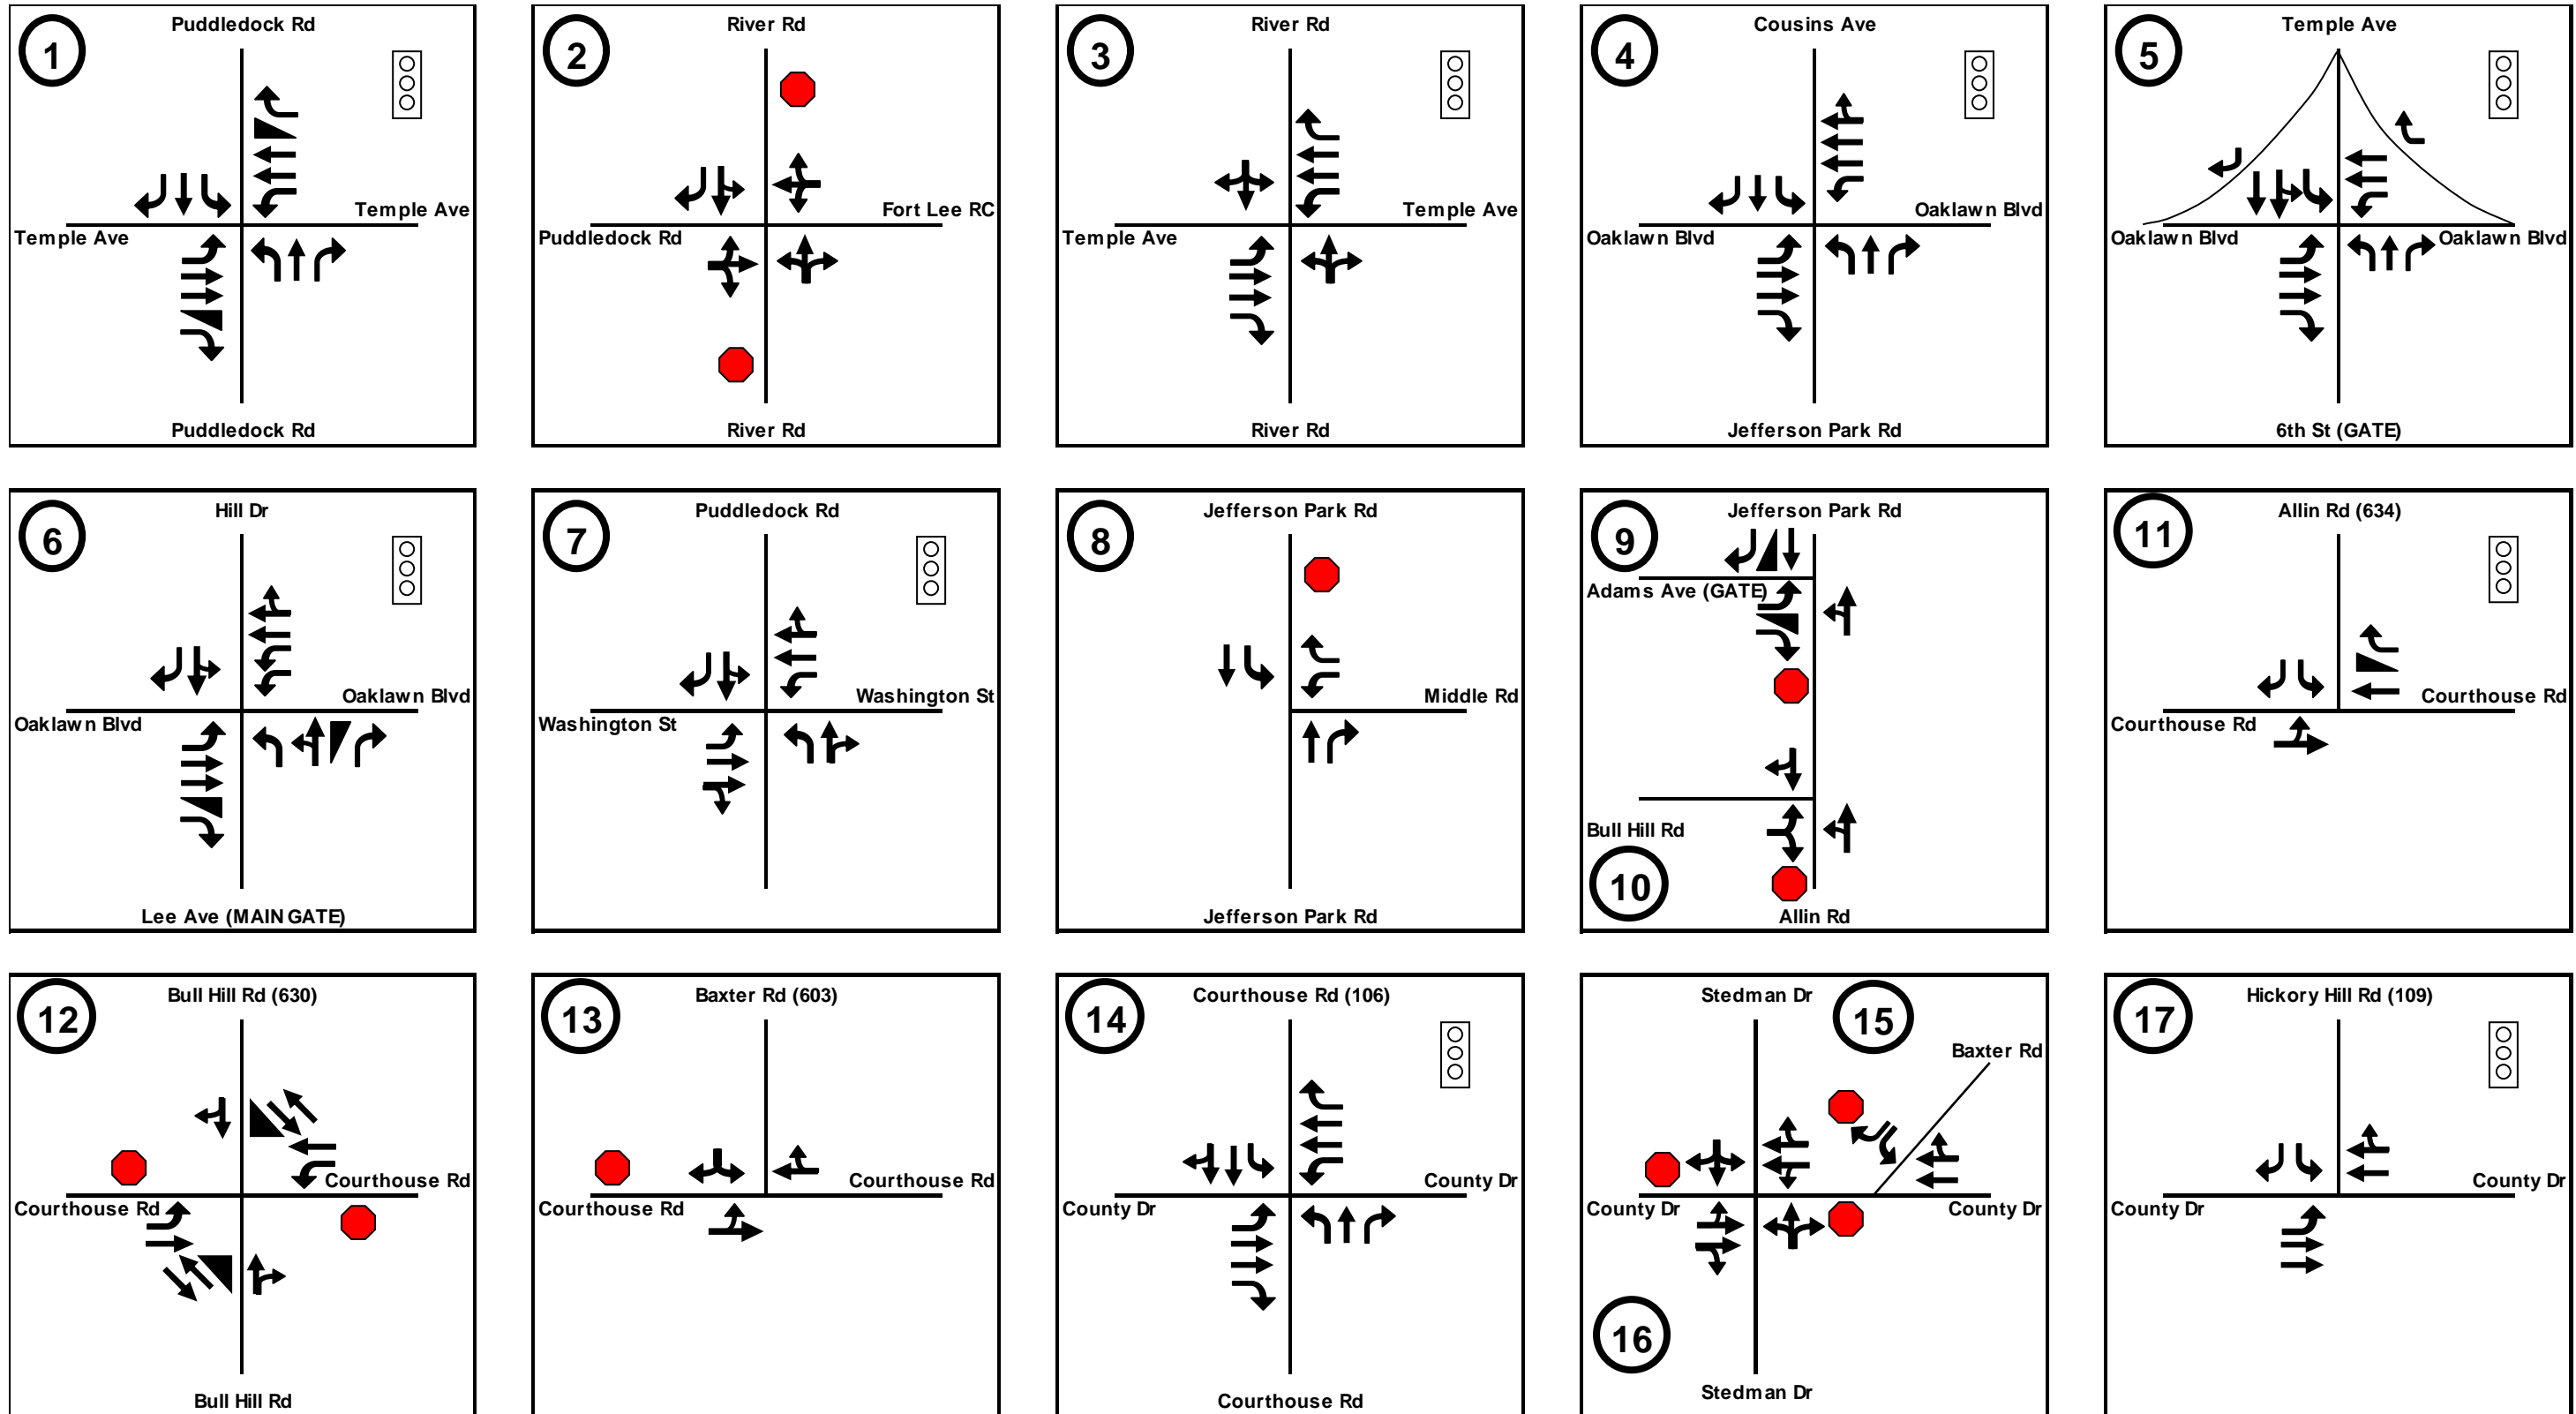 1
Puddledock Rd
Temple Ave
Temple Ave
Puddledock Rd
2
River Rd
Fort Lee RC
Puddledock Rd
River Rd
3
River Rd
Temple Ave
Temple Ave
River Rd
4
Cousins Ave
Oaklawn Blvd
Oaklawn Blvd
Jefferson Park Rd
5
Temple Ave
Oaklawn Blvd
Oaklawn Blvd
6th St (GATE)
6
Hill Dr
Oaklawn Blvd
Oaklawn Blvd
Lee Ave (MAIN GATE)
7
Puddledock Rd
Washington St
Washington St
8
Jefferson Park Rd
Middle Rd
Jefferson Park Rd
9
Jefferson Park Rd
Adams Ave (GATE)
Bull Hill Rd
10
Allin Rd
11
Allin Rd (634)
Courthouse Rd
Courthouse Rd
12
Bull Hill Rd (630)
Courthouse Rd
Courthouse Rd
Bull Hill Rd
13
Baxter Rd (603)
Courthouse Rd
Courthouse Rd
14
Courthouse Rd (106)
County Dr
County Dr
Courthouse Rd
Stedman Dr
15
Baxter Rd
County Dr
County Dr
16
Stedman Dr
17
Hickory Hill Rd (109)
County Dr
County Dr